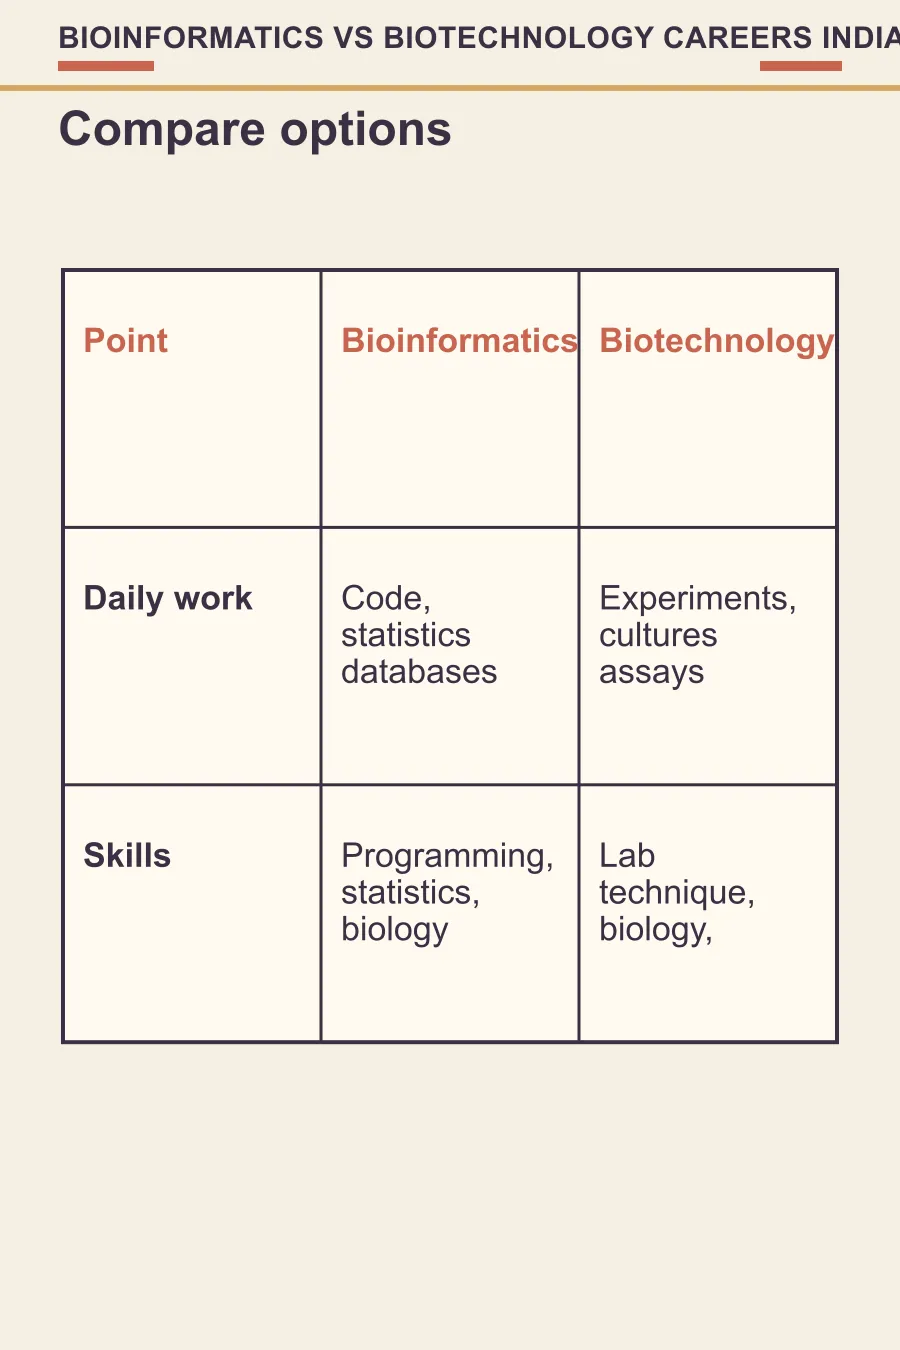 BIOINFORMATICS VS BIOTECHNOLOGY CAREERS INDIA
Compare options
Point
Bioinformatics
Biotechnology
Daily work
Code,
statistics
databases
Experiments,
cultures
assays
Skills
Programming,
statistics,
biology
Lab
technique,
biology,